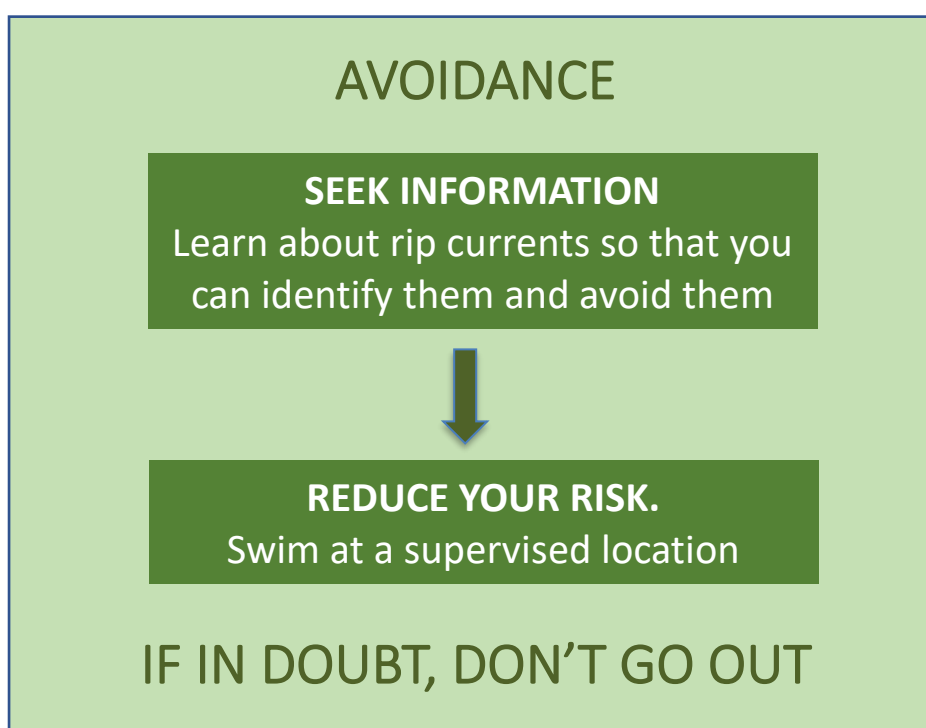 AVOIDANCE
SEEK INFORMATION
Learn about rip currents so that you
can identify them and avoid them
REDUCE YOUR RISK.
Swim at a supervised location
IF IN DOUBT, DON’T GO OUT